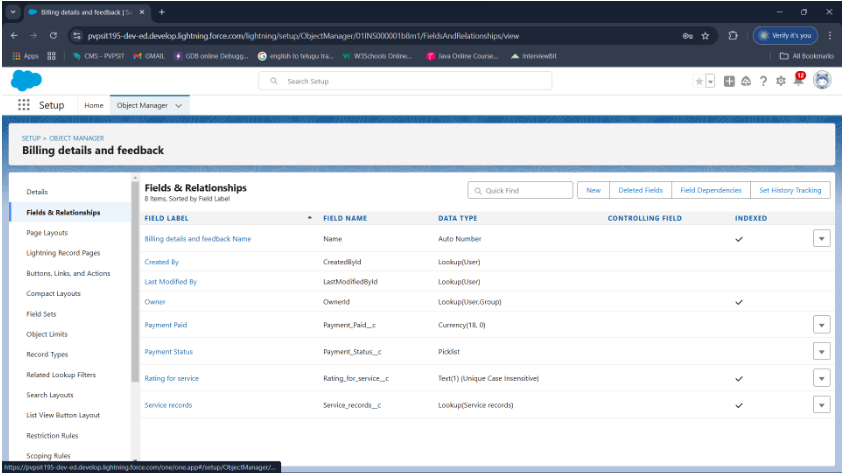 Billing details and feedback | Sa
pvpsit195-dev-ed.develop.lightning.force.com/lightning/setup/ObjectManager/01INS000001b8m1/FieldsAndRelationships/view
Verify it's you
Apps
CMS - PVPSIT
GMAIL
GDB online Debugg...
english to telugu tra...
W3Schools Online...
Java Online Course...
InterviewBit
All Bookmarks
Search Setup
12
Setup
Home
Object Manager
SETUP > OBJECT MANAGER
Billing details and feedback
Details
Fields & Relationships
Page Layouts
Lightning Record Pages
Buttons, Links, and Actions
Compact Layouts
Field Sets
Object Limits
Record Types
Related Lookup Filters
Search Layouts
List View Button Layout
Restriction Rules
Scoping Rules
Fields & Relationships
8 Items, Sorted by Field Label
Quick Find
New
Deleted Fields
Field Dependencies
Set History Tracking
FIELD LABEL FIELD NAME DATA TYPE CONTROLLING FIELD INDEXED
Billing details and feedback Name Name Auto Number
Created By CreatedById Lookup(User)
Last Modified By LastModifiedById Lookup(User)
Owner OwnerId Lookup(User,Group)
Payment Paid Payment_Paid__c Currency(18, 0)
Payment Status Payment_Status__c Picklist
Rating for service Rating_for_service__c Text(1) (Unique Case Insensitive)
Service records Service_records__c Lookup(Service records)
https://pvpsit195-dev-ed.develop.lightning.force.com/one/one.app#/setup/ObjectManager/...